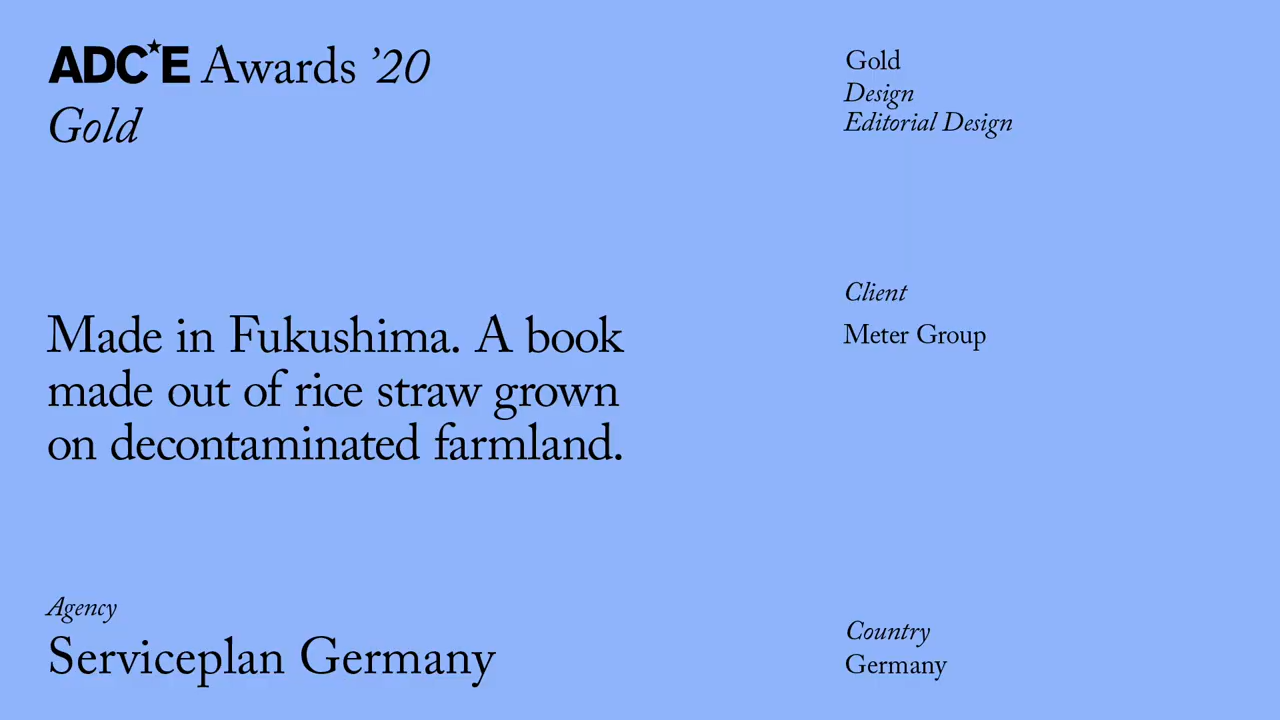 ADC★E Awards ’20
Gold
Gold
Design
Editorial Design
Client
Meter Group
Made in Fukushima. A book
made out of rice straw grown
on decontaminated farmland.
Agency
Serviceplan Germany
Country
Germany